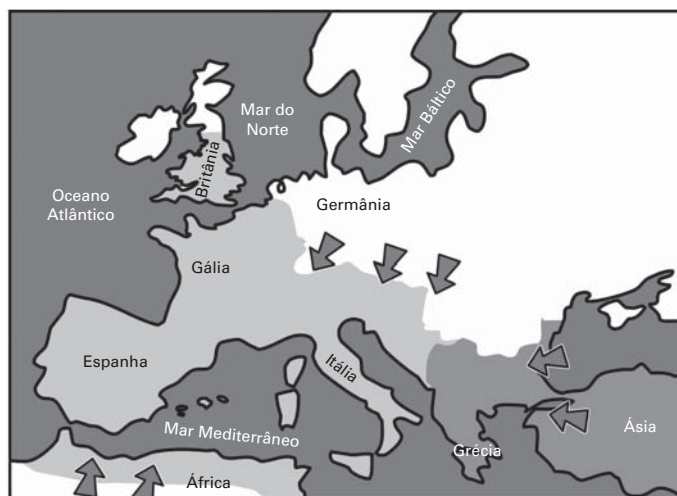 Mar do
Norte
Mar Báltico
Britânia
Oceano
Atlântico
Germânia
Gália
Espanha
Itália
Mar Mediterrâneo
Grécia
Ásia
África